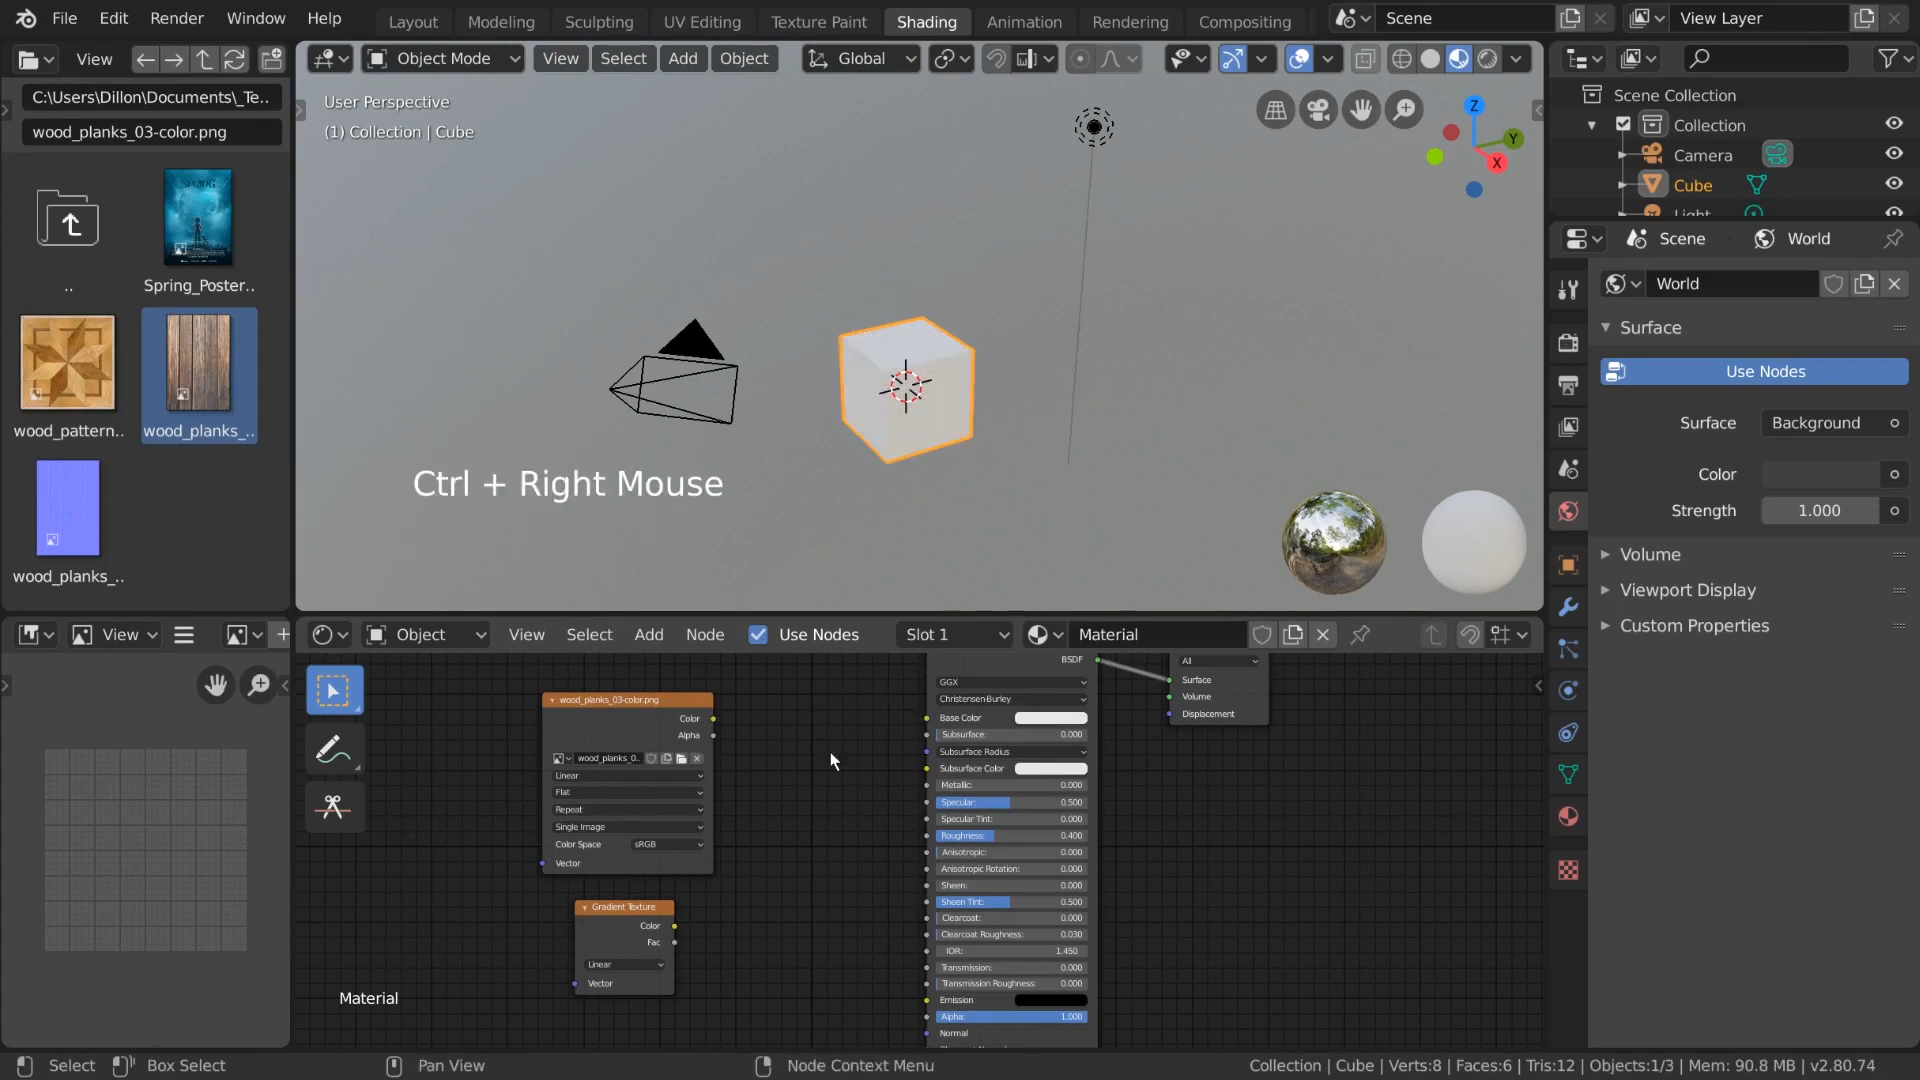 File Edit Render Window Help Layout Modeling Sculpting UV Editing Texture Paint Shading Animation Rendering Compositing Scene View Layer
View
C:\Users\Dillon\Documents\_Te..
wood_planks_03-color.png
SPRING
..
Spring_Poster..
wood_pattern..
wood_planks_..
wood_planks_..
Object Mode View Select Add Object Global
User Perspective
(1) Collection | Cube
Z
Y
X
Ctrl + Right Mouse
Scene Collection
Collection
Camera
Cube
Light
Scene World
World
Surface
Use Nodes
Surface Background
Color
Strength 1.000
Volume
Viewport Display
Custom Properties
View
Object View Select Add Node Use Nodes Slot 1 Material
wood_planks_03-color.png
Color
Alpha
wood_planks_0..
Linear
Flat
Repeat
Single Image
Color Space sRGB
Vector
Gradient Texture
Color
Fac
Linear
Vector
BSDF
GGX
Christensen-Burley
Base Color
Subsurface: 0.000
Subsurface Radius
Subsurface Color
Metallic: 0.000
Specular: 0.500
Specular Tint: 0.000
Roughness: 0.400
Anisotropic: 0.000
Anisotropic Rotation: 0.000
Sheen: 0.000
Sheen Tint: 0.500
Clearcoat: 0.000
Clearcoat Roughness: 0.030
IOR: 1.450
Transmission: 0.000
Transmission Roughness: 0.000
Emission
Alpha: 1.000
Normal
All
Surface
Volume
Displacement
Material
Select Box Select Pan View Node Context Menu Collection | Cube | Verts:8 | Faces:6 | Tris:12 | Objects:1/3 | Mem: 90.8 MB | v2.80.74